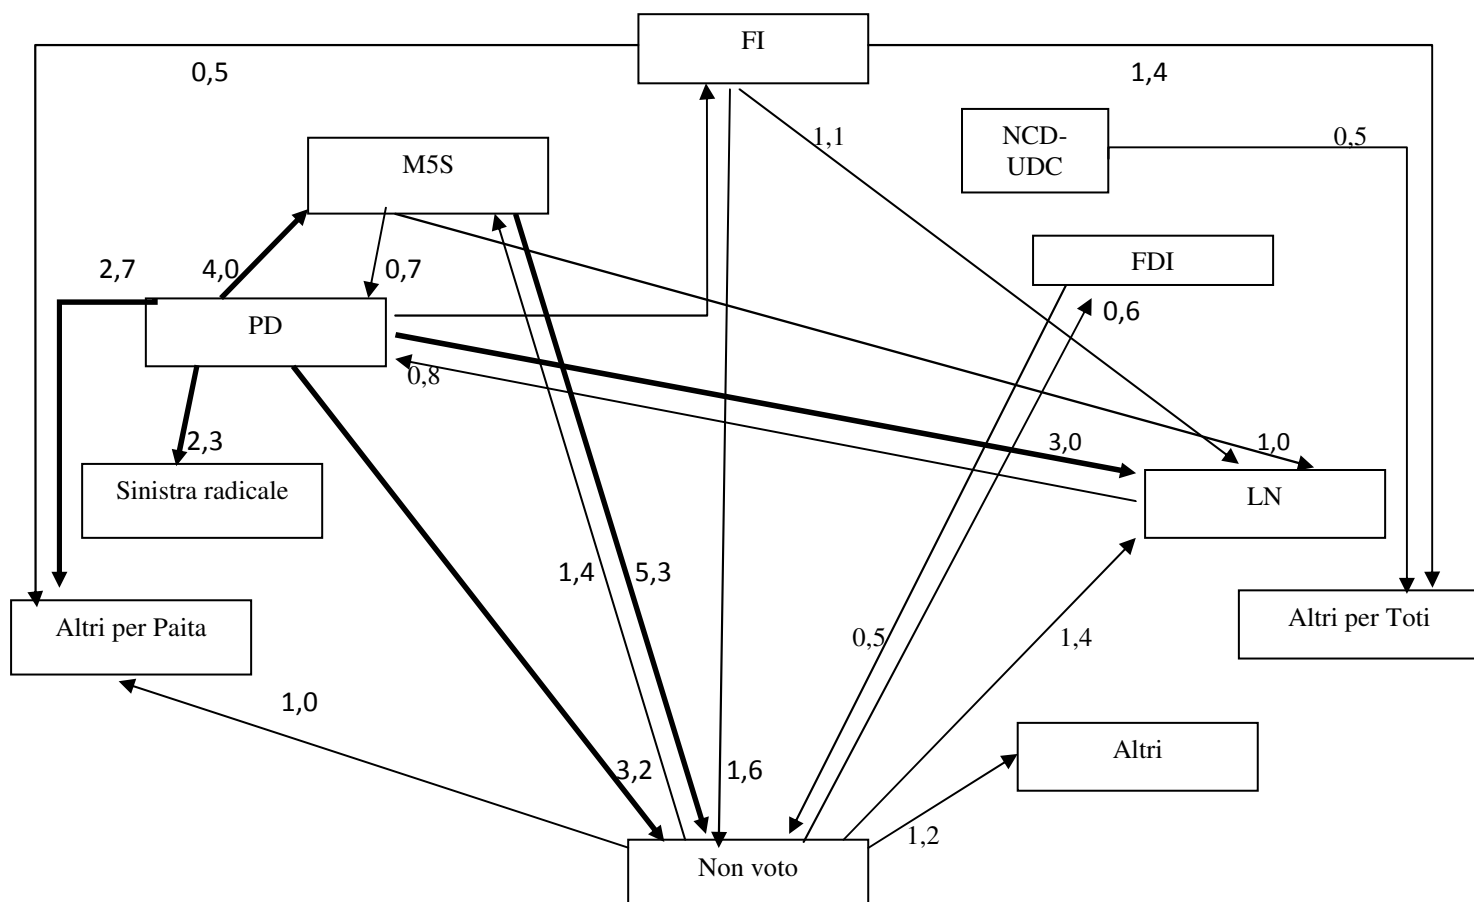 FI
0,5
1,4
NCD-
UDC
1,1
0,5
M5S
FDI
2,7
4,0
0,7
0,6
PD
0,8
2,3
3,0
1,0
Sinistra radicale
LN
1,4
5,3
Altri per Paita
0,5
1,4
Altri per Toti
1,0
3,2
1,6
Altri
1,2
Non voto